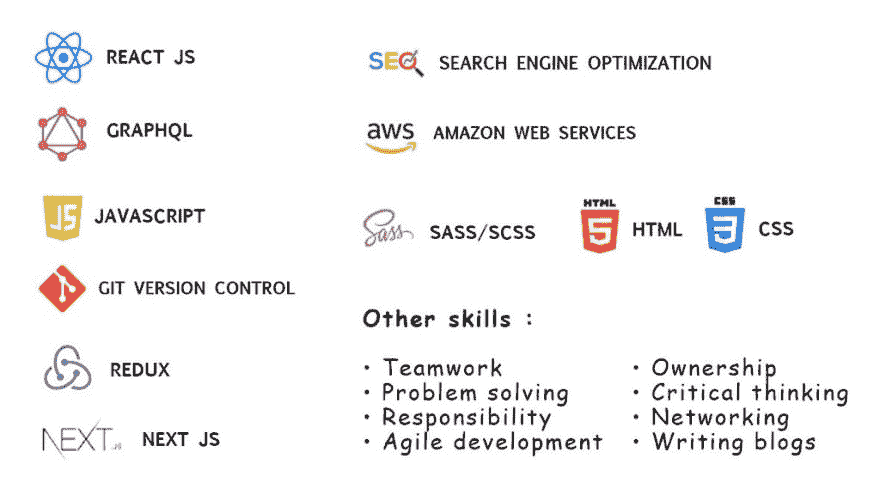 REACT JS
GRAPHQL
JS
JAVASCRIPT
GIT VERSION CONTROL
REDUX
NEXT.JS
NEXT JS
SEO
SEARCH ENGINE OPTIMIZATION
aws
AMAZON WEB SERVICES
Sass
SASS/SCSS
HTML
5
HTML
CSS
3
CSS
Other skills :
• Teamwork
• Problem solving
• Responsibility
• Agile development
• Ownership
• Critical thinking
• Networking
• Writing blogs